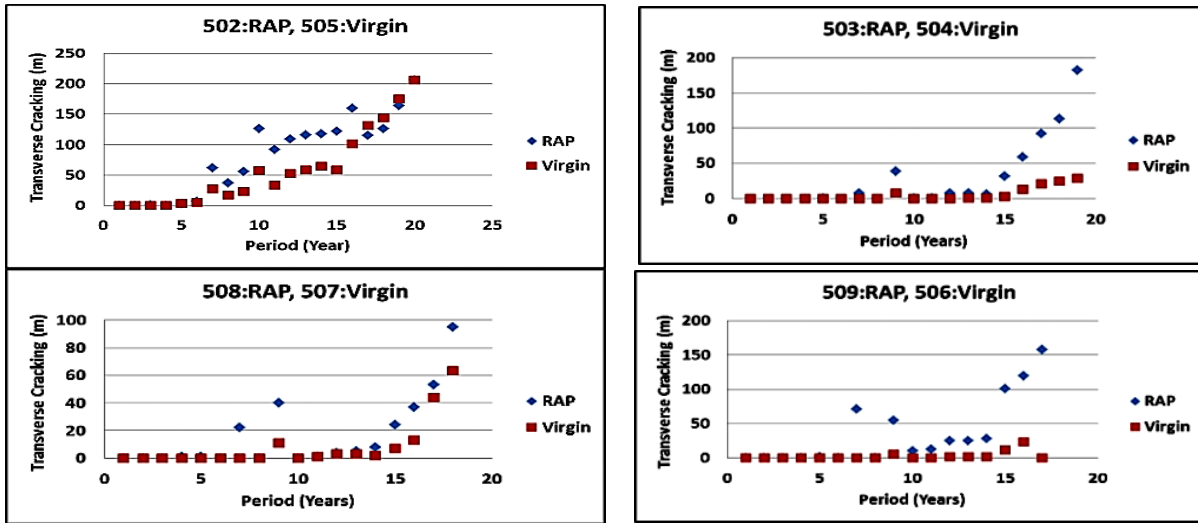 502:RAP, 505:Virgin
250
200
150
100
50
0
0 5 10 15 20 25
Transverse Cracking (m)
Period (Year)
RAP
Virgin
503:RAP, 504:Virgin
200
150
100
50
0
0 5 10 15 20
Transverse Cracking (m)
Period (Years)
RAP
Virgin
508:RAP, 507:Virgin
100
80
60
40
20
0
0 5 10 15 20
Transverse Cracking (m)
Period (Years)
RAP
Virgin
509:RAP, 506:Virgin
200
150
100
50
0
0 5 10 15 20
Transverse Cracking (m)
Period (Years)
RAP
Virgin